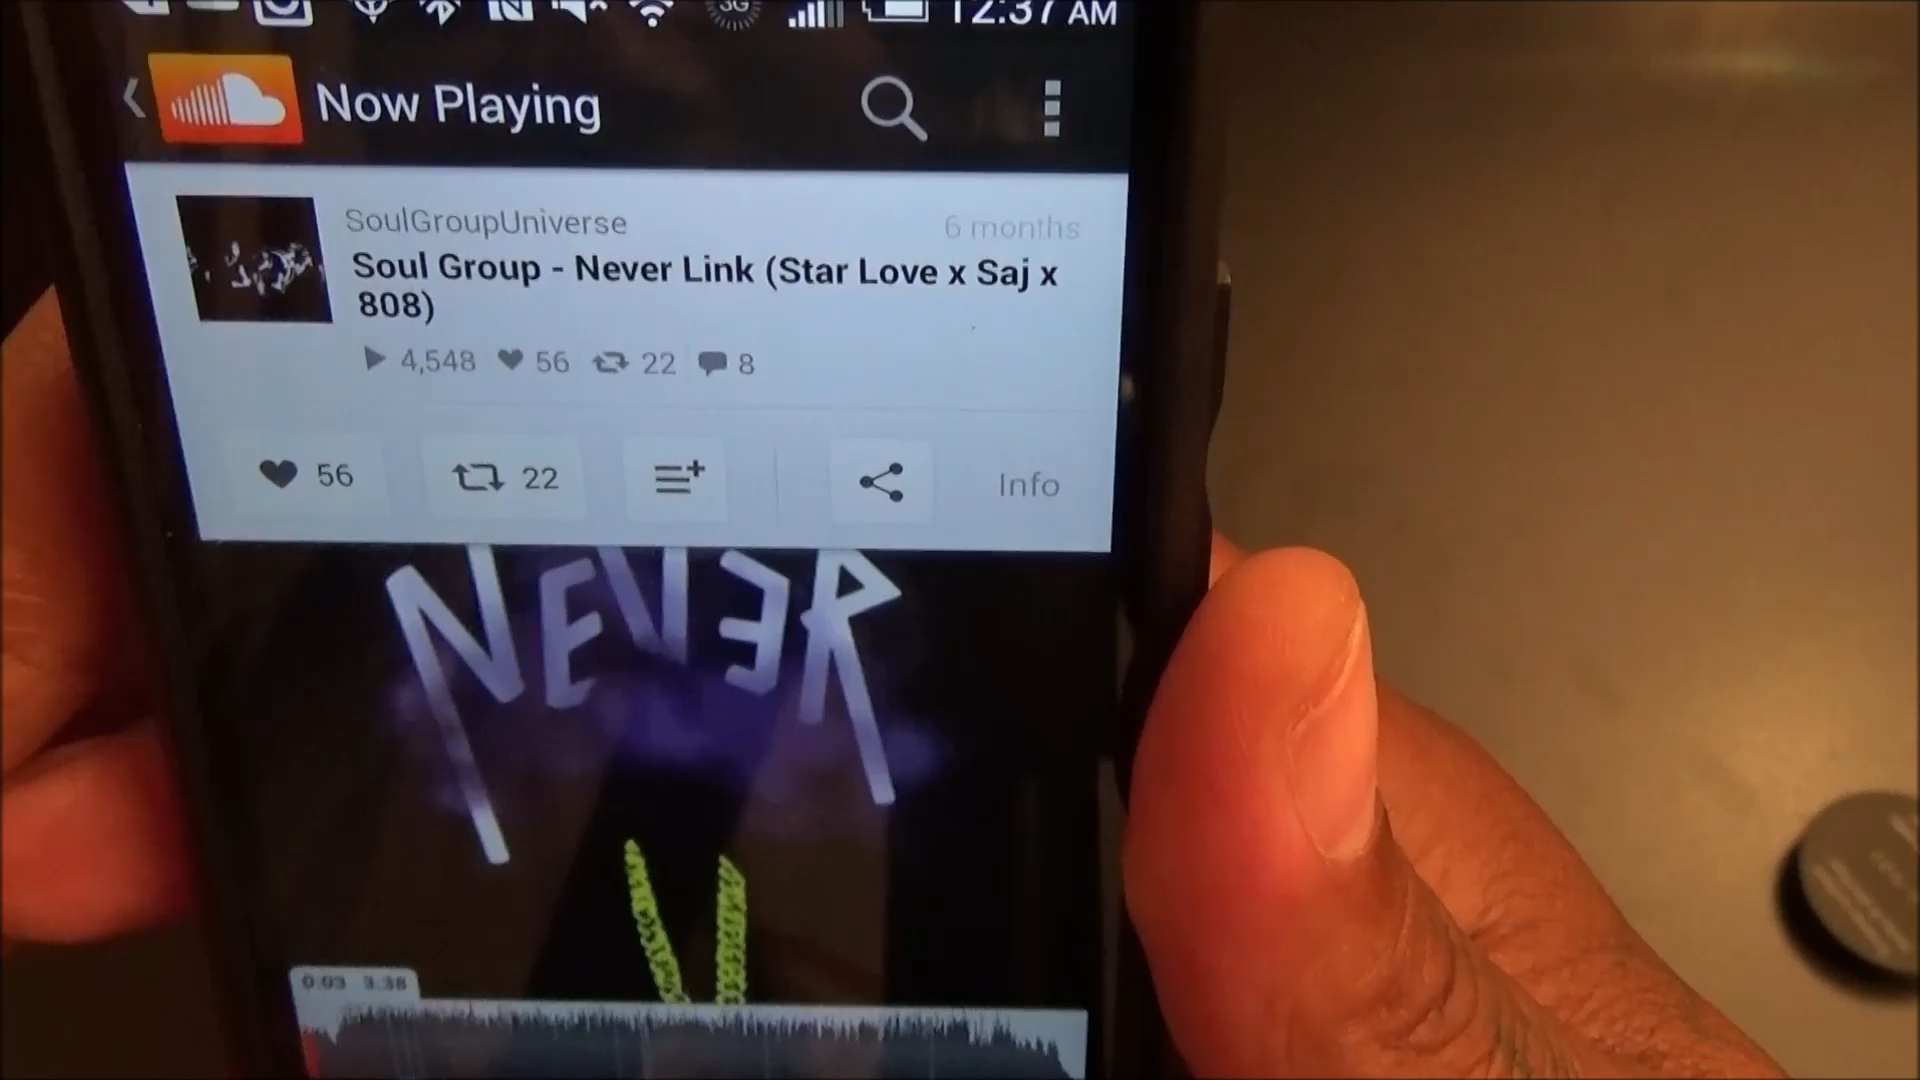 3G 12:37 AM
Now Playing
SoulGroupUniverse 6 months
Soul Group - Never Link (Star Love x Saj x
808)
4,548 56 22 8
56 22 Info
NEVER
0:03 3:38